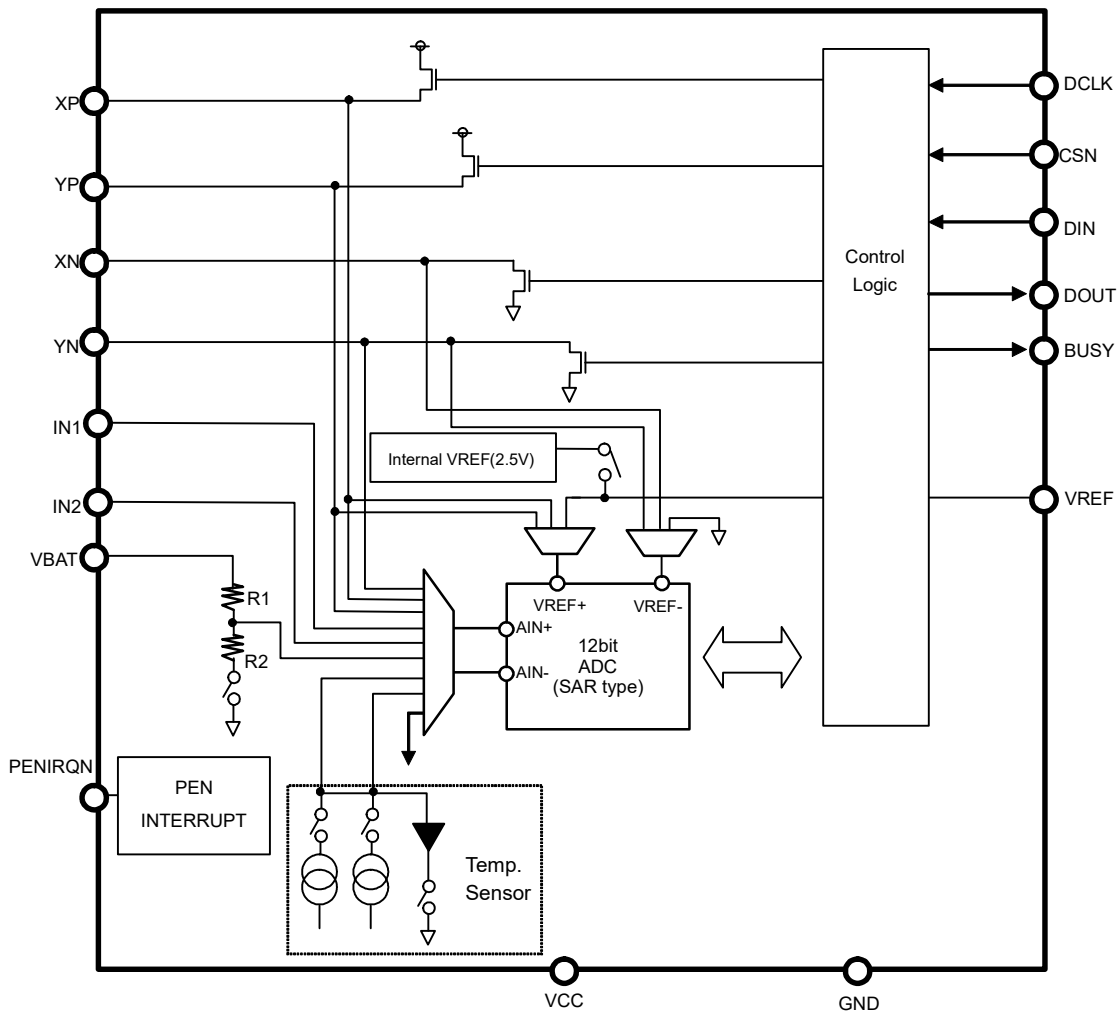 XP
YP
XN
YN
IN1
IN2
VBAT
PENIRQN
R1
R2
PEN
INTERRUPT
Internal VREF(2.5V)
VREF+
VREF-
AIN+
AIN-
12bit
ADC
(SAR type)
Temp.
Sensor
Control
Logic
DCLK
CSN
DIN
DOUT
BUSY
VREF
VCC
GND